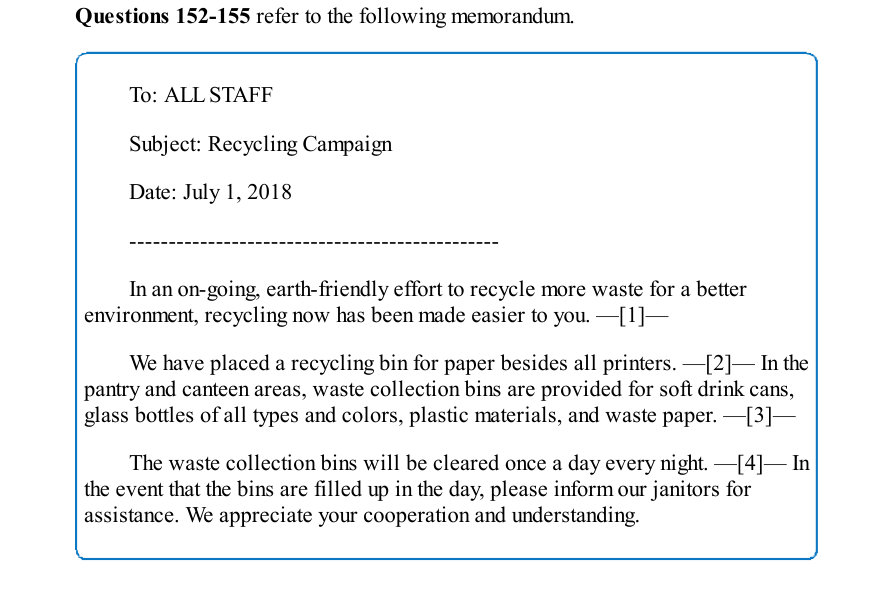 Questions 152-155 refer to the following memorandum.
To: ALL STAFF
Subject: Recycling Campaign
Date: July 1, 2018
-----------------------------------------------
In an on-going, earth-friendly effort to recycle more waste for a better
environment, recycling now has been made easier to you. —[1]—
We have placed a recycling bin for paper besides all printers. —[2]— In the
pantry and canteen areas, waste collection bins are provided for soft drink cans,
glass bottles of all types and colors, plastic materials, and waste paper. —[3]—
The waste collection bins will be cleared once a day every night. —[4]— In
the event that the bins are filled up in the day, please inform our janitors for
assistance. We appreciate your cooperation and understanding.